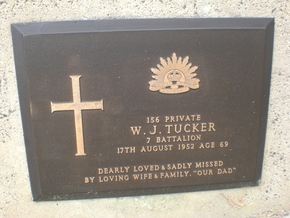 156 PRIVATE
W. J. TUCKER
7 BATTALION
17TH AUGUST 1952 AGE 69
DEARLY LOVED & SADLY MISSED
BY LOVING WIFE & FAMILY. "OUR DAD"